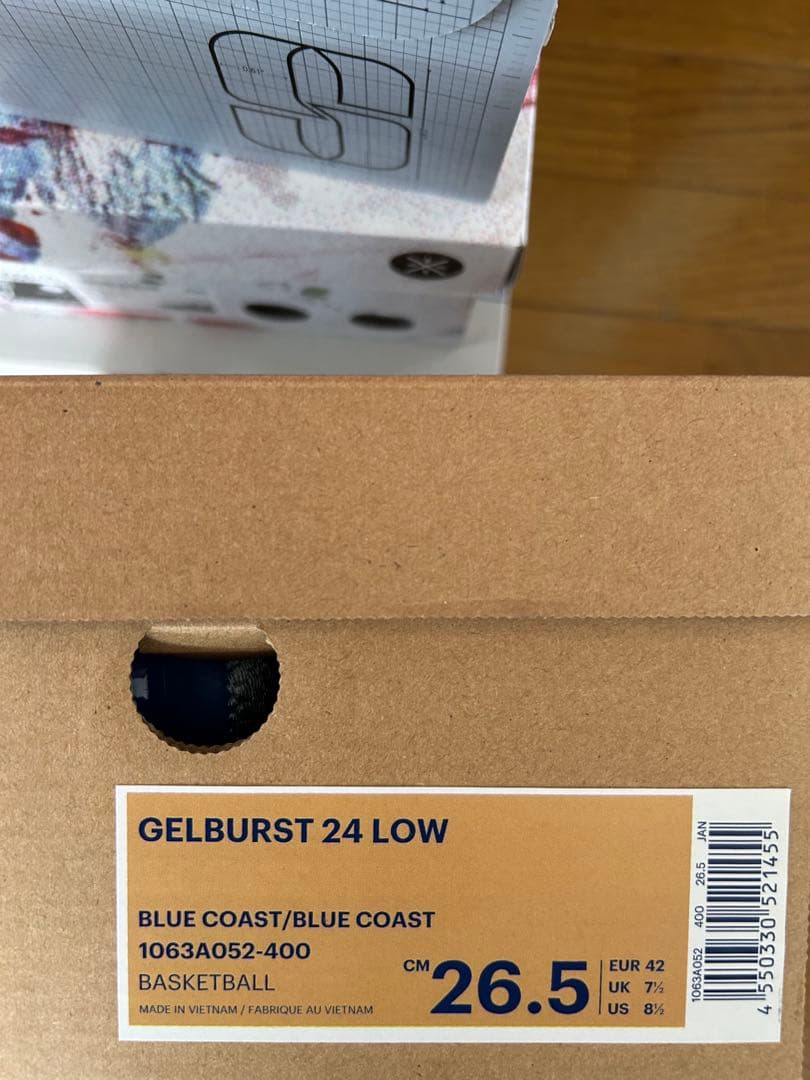 GELBURST 24 LOW
BLUE COAST/BLUE COAST
1063A052-400
BASKETBALL
MADE IN VIETNAM / FABRIQUE AU VIETNAM
CM 26.5
EUR 42
UK 7½
US 8½
1063A052 400 26.5 JAN
4 550330 521455